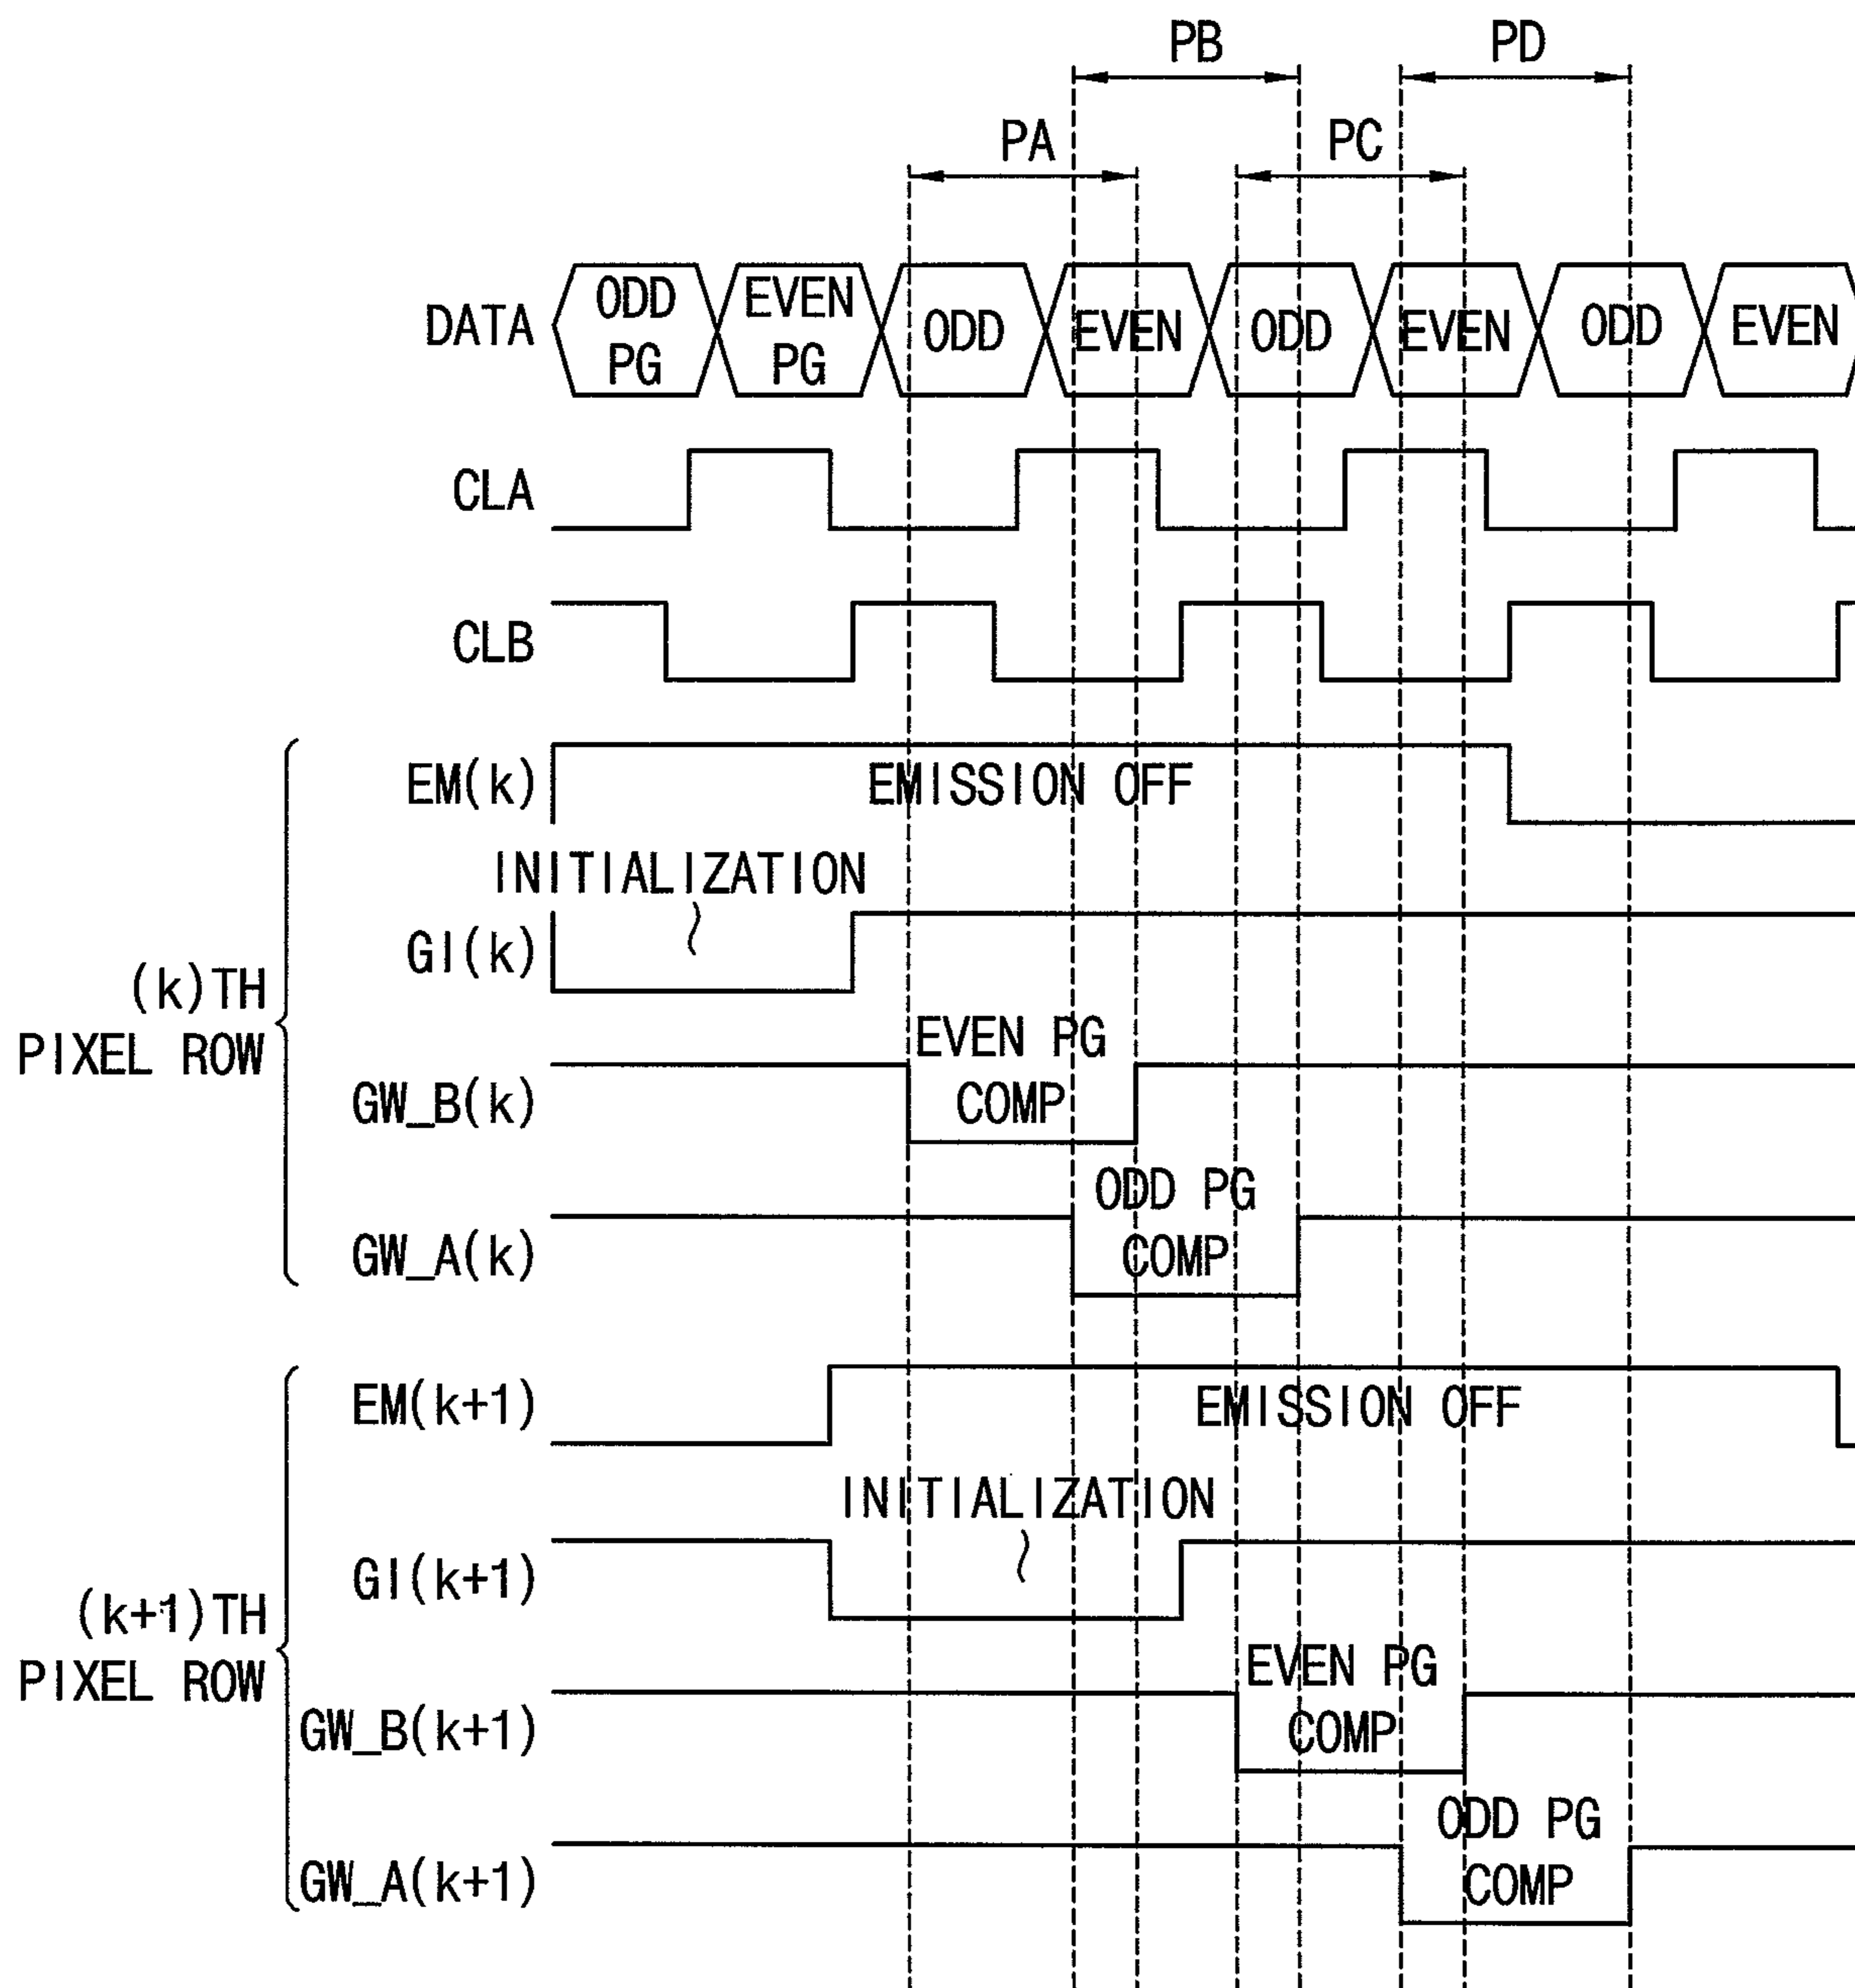 PB
PD
PA
PC
DATA
ODD PG
EVEN PG
ODD
EVEN
ODD
EVEN
ODD
EVEN
CLA
CLB
(k)TH
PIXEL ROW
EM(k)
EMISSION OFF
INITIALIZATION
GI(k)
EVEN PG
COMP
GW_B(k)
ODD PG
COMP
GW_A(k)
(k+1)TH
PIXEL ROW
EM(k+1)
EMISSION OFF
INITIALIZATION
GI(k+1)
EVEN PG
COMP
GW_B(k+1)
ODD PG
COMP
GW_A(k+1)